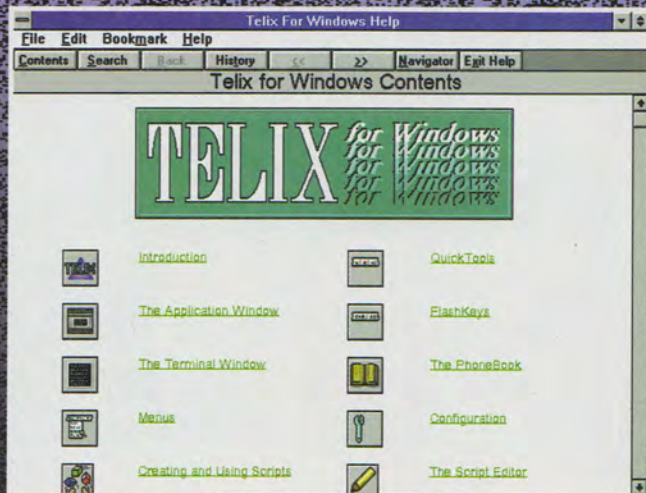 Telix For Windows Help
File Edit Bookmark Help
Contents Search Back History << >> Navigator Exit Help
Telix for Windows Contents
TELIX for Windows
for Windows
for Windows
for Windows
for Windows
TELIX Introduction
QuickTools
The Application Window
FlashKeys
The Terminal Window
The PhoneBook
Menus
Configuration
Creating and Using Scripts
The Script Editor